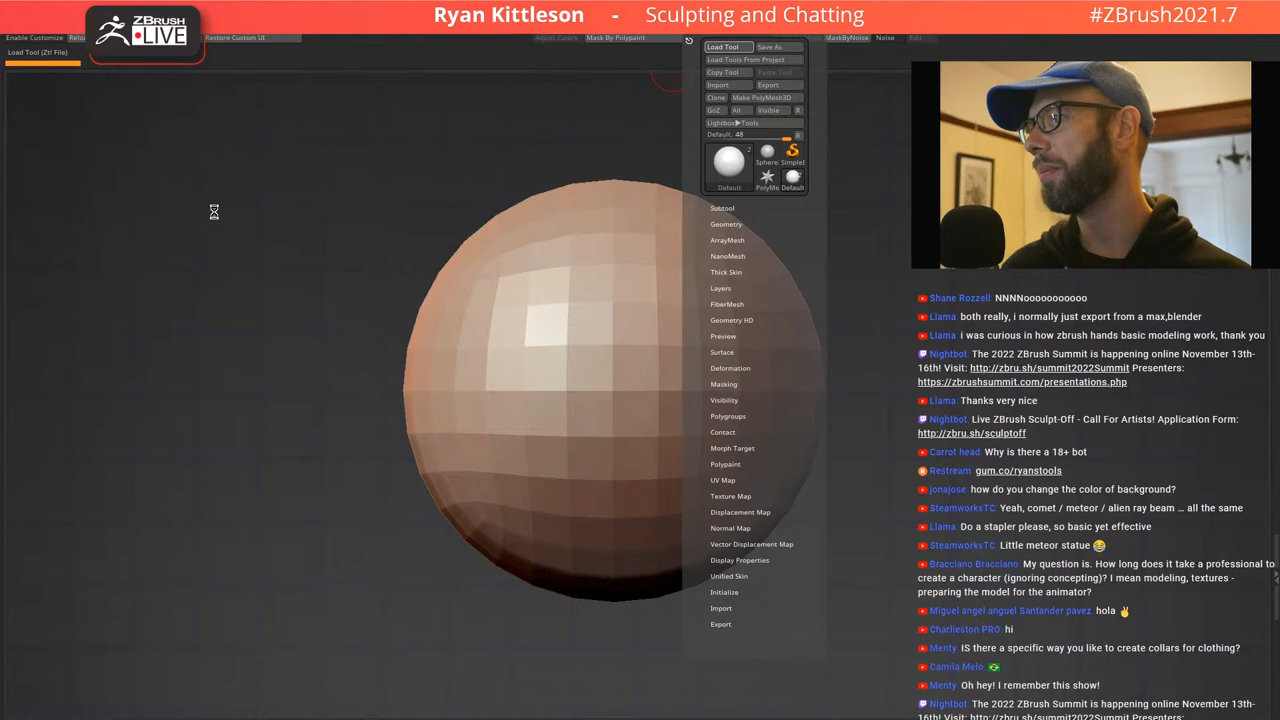 Ryan Kittleson - Sculpting and Chatting
#ZBrush2021.7
ZBRUSH
LIVE
Enable Customize
Restore Custom UI
Adjust Colors
Mask By Polypaint
MaskByNoise
Noise
Edit
Load Tool (Ztl File)
Load Tool Save As
Load Tools From Project
Copy Tool Paste Tool
Import Export
Clone Make PolyMesh3D
GoZ All Visible R
Lightbox▶Tools
Default. 48 R
2
Default
Default
Subtool
Geometry
ArrayMesh
NanoMesh
Thick Skin
Layers
FiberMesh
Geometry HD
Preview
Surface
Deformation
Masking
Visibility
Polygroups
Contact
Morph Target
Polypaint
UV Map
Texture Map
Displacement Map
Normal Map
Vector Displacement Map
Display Properties
Unified Skin
Initialize
Import
Export
Shane Rozzell: NNNNooooooooooo
Llama both really, i normally just export from a max,blender
Llama i was curious in how zbrush hands basic modeling work, thank you
Nightbot The 2022 ZBrush Summit is happening online November 13th-
16th! Visit: http://zbru.sh/summit2022Summit Presenters:
https://zbrushsummit.com/presentations.php
Llama Thanks very nice
Nightbot Live ZBrush Sculpt-Off - Call For Artists! Application Form:
http://zbru.sh/sculptoff
Carrot head Why is there a 18+ bot
Restream gum.co/ryanstools
jonajose how do you change the color of background?
SteamworksTC Yeah, comet / meteor / alien ray beam … all the same
Llama Do a stapler please, so basic yet effective
SteamworksTC Little meteor statue 😂
Bracciano Bracciano My question is. How long does it take a professional to
create a character (ignoring concepting)? I mean modeling, textures -
preparing the model for the animator?
Miguel angel anguel Santander pavez hola ✌
Charlieston PRO hi
Menty IS there a specific way you like to create collars for clothing?
Camila Melo 🇧🇷
Menty Oh hey! I remember this show!
Nightbot The 2022 ZBrush Summit is happening online November 13th-
16th! Visit: http://zbru.sh/summit2022Summit Presenters: